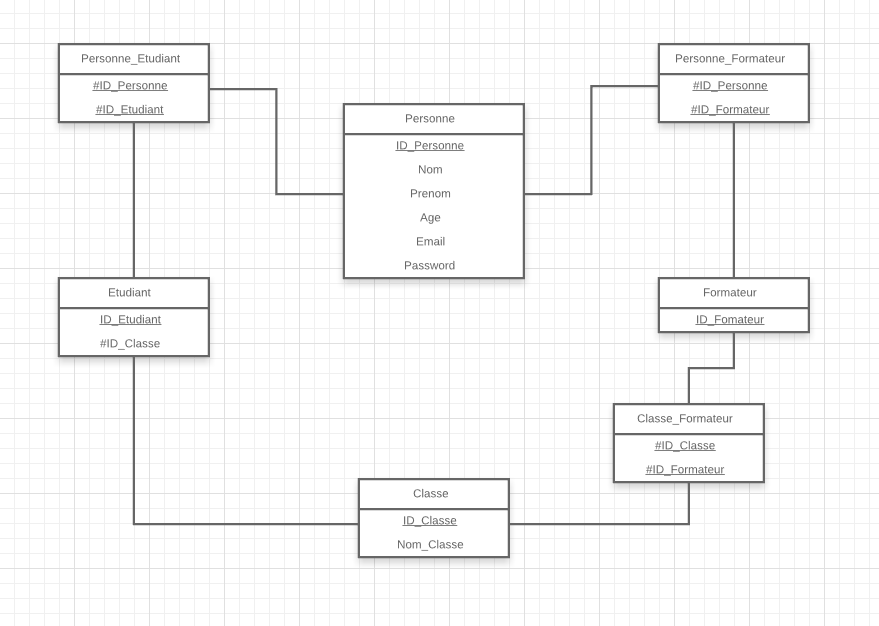 Personne_Etudiant
#ID_Personne
#ID_Etudiant
Personne_Formateur
#ID_Personne
#ID_Formateur
Personne
ID_Personne
Nom
Prenom
Age
Email
Password
Etudiant
ID_Etudiant
#ID_Classe
Formateur
ID_Fomateur
Classe_Formateur
#ID_Classe
#ID_Formateur
Classe
ID_Classe
Nom_Classe